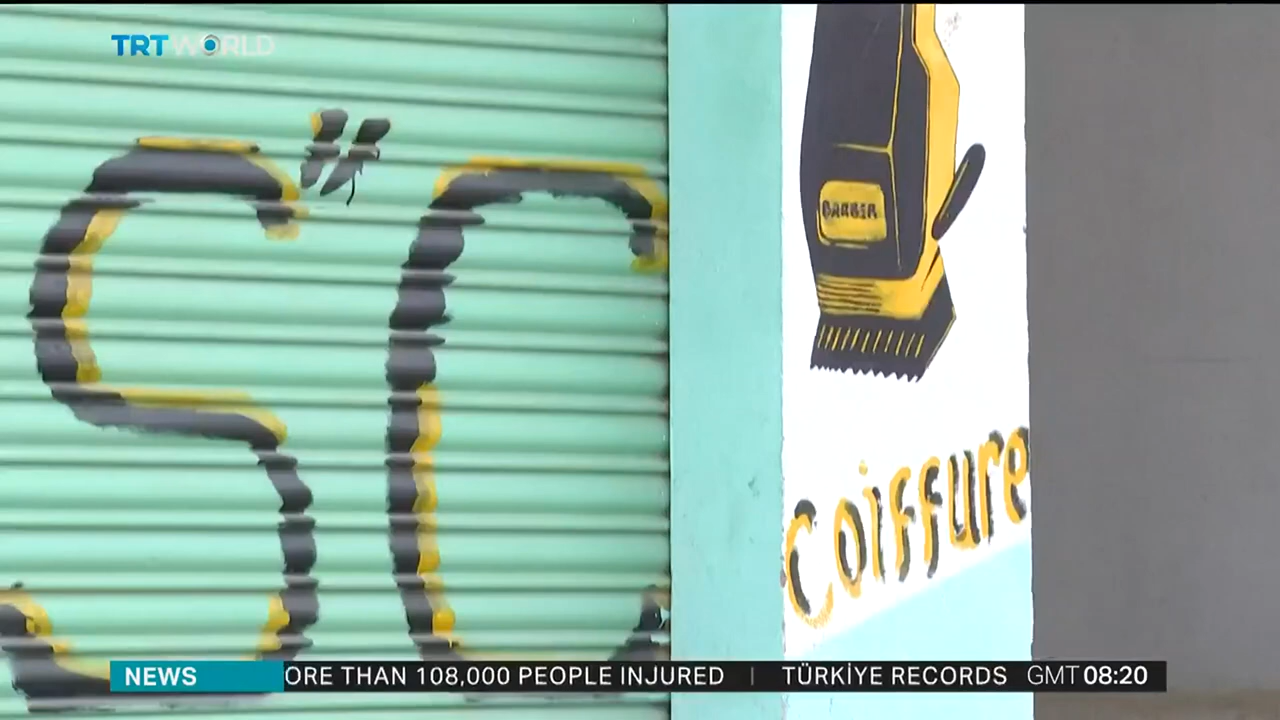 TRT WORLD
S"C
BARBER
Coiffure
NEWS
ORE THAN 108,000 PEOPLE INJURED | TÜRKİYE RECORDS
GMT 08:20